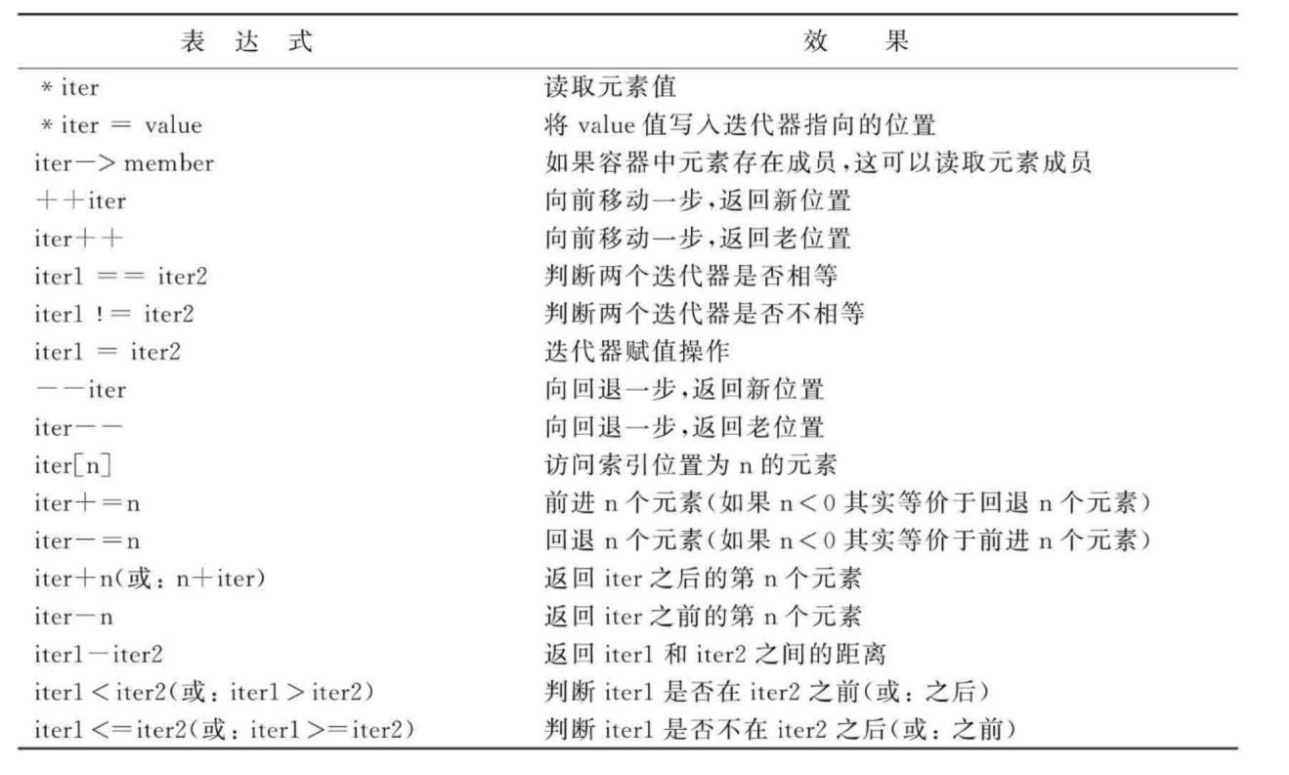 表 达 式 效 果
*iter 读取元素值
*iter = value 将 value 值写入迭代器指向的位置
iter->member 如果容器中元素存在成员,这可以读取元素成员
++iter 向前移动一步,返回新位置
iter++ 向前移动一步,返回老位置
iter1 == iter2 判断两个迭代器是否相等
iter1 != iter2 判断两个迭代器是否不相等
iter1 = iter2 迭代器赋值操作
--iter 向回退一步,返回新位置
iter-- 向回退一步,返回老位置
iter[n] 访问索引位置为 n 的元素
iter+=n 前进 n 个元素(如果 n<0 其实等价于回退 n 个元素)
iter-=n 回退 n 个元素(如果 n<0 其实等价于前进 n 个元素)
iter+n(或: n+iter) 返回 iter 之后的第 n 个元素
iter-n 返回 iter 之前的第 n 个元素
iter1-iter2 返回 iter1 和 iter2 之间的距离
iter1<iter2(或: iter1>iter2) 判断 iter1 是否在 iter2 之前(或: 之后)
iter1<=iter2(或: iter1>=iter2) 判断 iter1 是否不在 iter2 之后(或: 之前)